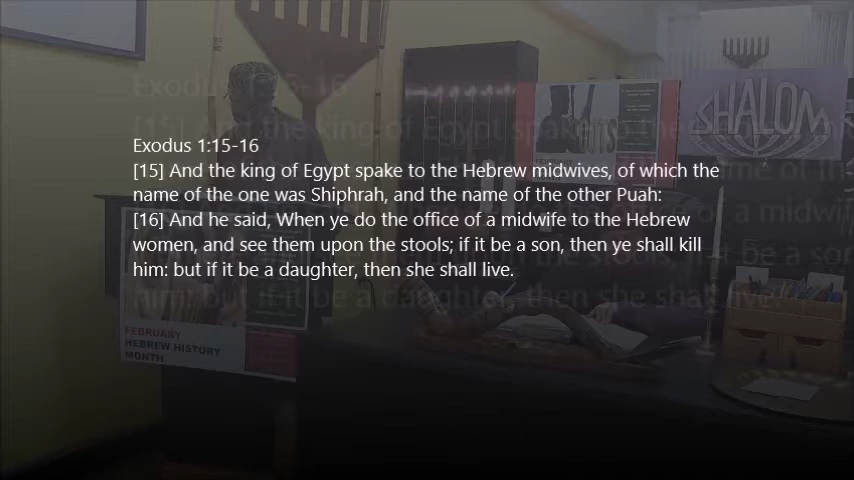 Exodus 1:15-16
[15] And the king of Egypt spake to the Hebrew midwives, of which the
name of the one was Shiphrah, and the name of the other Puah:
[16] And he said, When ye do the office of a midwife to the Hebrew
women, and see them upon the stools; if it be a son, then ye shall kill
him: but if it be a daughter, then she shall live.
SHALOM
FEBRUARY
FEBRUARY
HEBREW HISTORY
MONTH